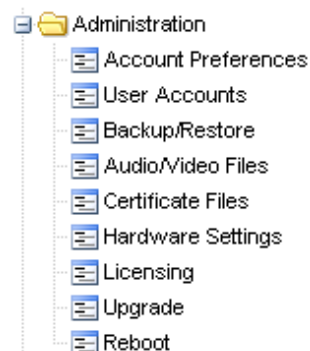 Administration
Account Preferences
User Accounts
Backup/Restore
Audio/Video Files
Certificate Files
Hardware Settings
Licensing
Upgrade
Reboot